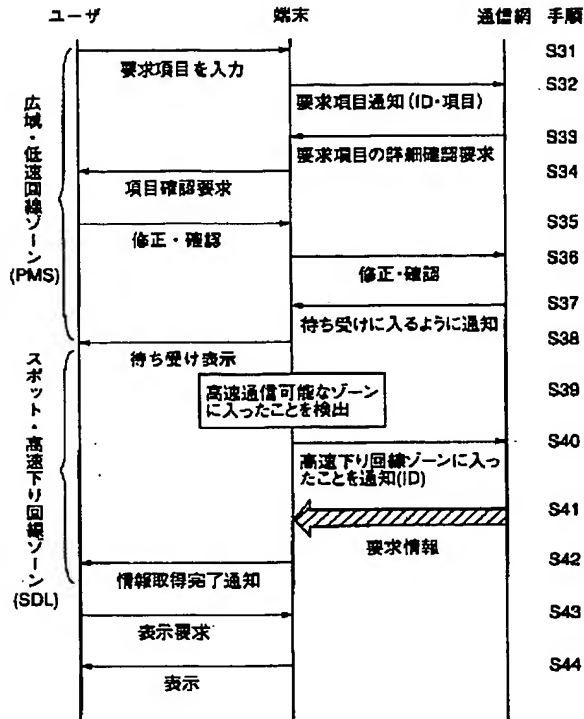 ユーザ 端末 通信網 手順
S31
要求項目を入力
S32
要求項目通知(ID・項目)
S33
要求項目の詳細確認要求
S34
項目確認要求
S35
修正・確認
S36
修正・確認
S37
待ち受けに入るように通知
S38
待ち受け表示
広域・低速回線ゾーン
(PMS)
高速通信可能なゾーン
に入ったことを検出
S39
S40
高速下り回線ゾーンに入っ
たことを通知(ID)
S41
要求情報
S42
情報取得完了通知
スポット・高速下り回線ゾーン
(SDL)
S43
表示要求
S44
表示